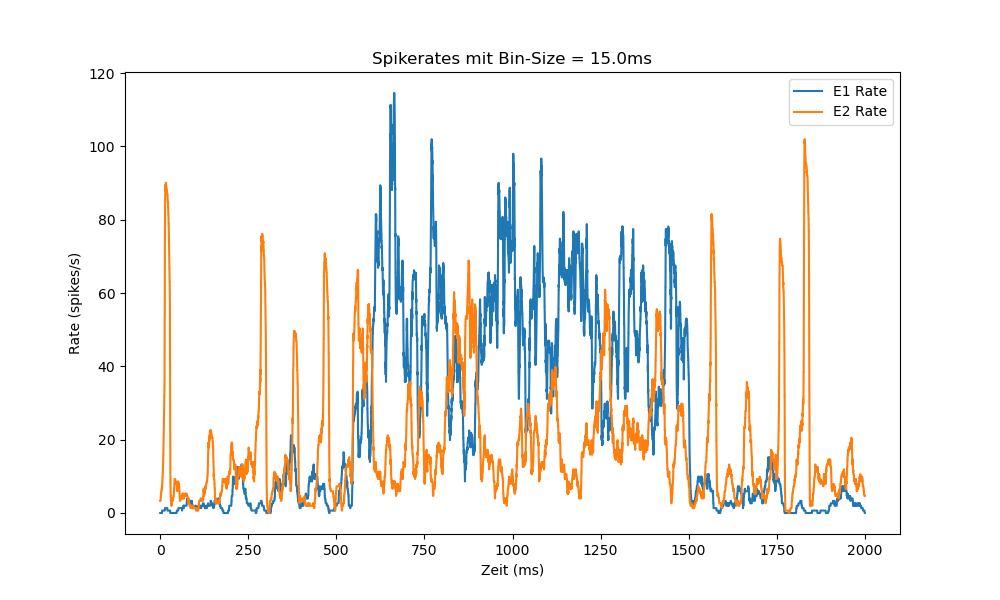 Spikerates mit Bin-Size = 15.0ms
E1 Rate
E2 Rate
Rate (spikes/s)
120
100
80
60
40
20
0
0 250 500 750 1000 1250 1500 1750 2000
Zeit (ms)